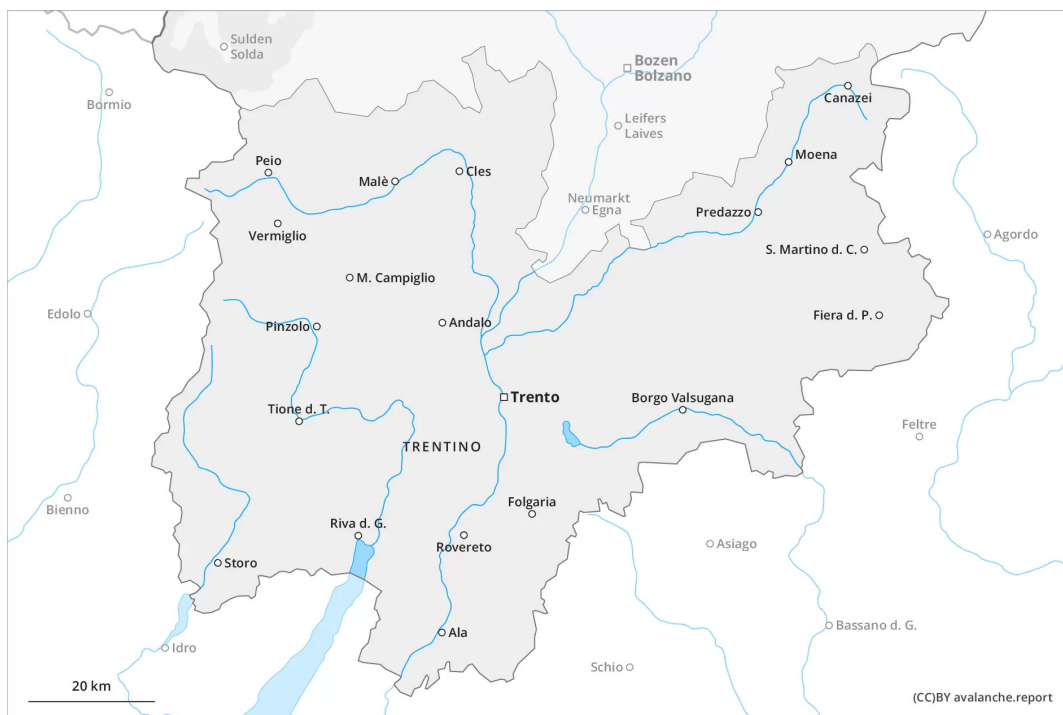 Sulden
Solda
Bozen
Bolzano
Bormio
Canazei
Leifers
Laives
Moena
Peio
Malè
Cles
Neumarkt
Egna
Predazzo
Vermiglio
Agordo
S. Martino d. C.
M. Campiglio
Edolo
Pinzolo
Andalo
Fiera d. P.
Trento
Borgo Valsugana
Tione d. T.
Feltre
TRENTINO
Bienno
Folgaria
Riva d. G.
Rovereto
Asiago
Storo
Ala
Bassano d. G.
Idro
Schio
20 km
(CC)BY avalanche.report